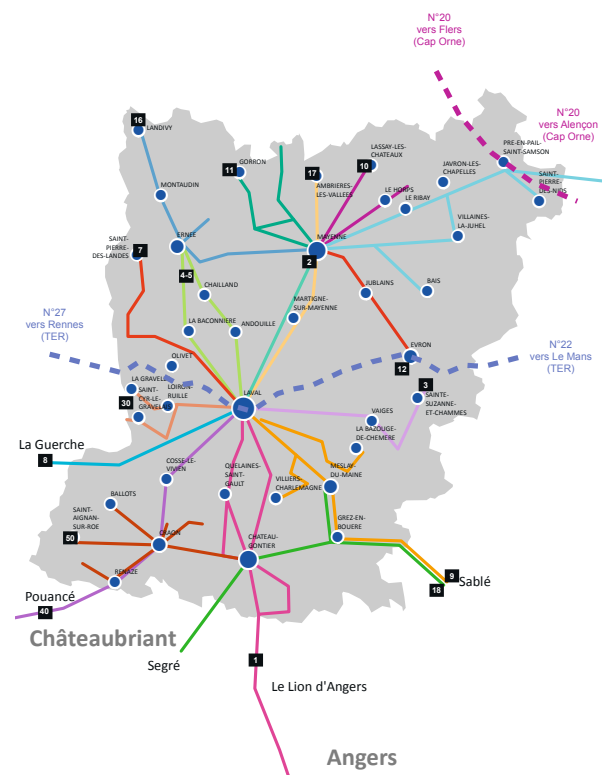 N°20
vers Flers
(Cap Orne)
N°20
vers Alençon
(Cap Orne)
16
LANDIVY
GORRON
11
LASSAY-LES-
CHATEAUX
10
17
AMBRIERES-
LES-VALLEES
PRE-EN-PAIL-
SAINT-SAMSON
JAVRON-LES-
CHAPELLES
SAINT-
PIERRE-
DES-NIDS
MONTAUDIN
LE HORPS
LE RIBAY
VILLAINES-
LA-JUHEL
SAINT-
PIERRE-
DES-LANDES
7
ERNEE
MAYENNE
2
4-5
CHAILLAND
JUBLAINS
BAIS
MARTIGNE-
SUR-MAYENNE
N°27
vers Rennes
(TER)
LA BACONNIERE
ANDOUILLE
N°22
vers Le Mans
(TER)
EVRON
12
OLIVET
LA GRAVELLE
SAINT-
CYR-LE-
GRAVELAIS
30
LOIRON-
RUILLE
LAVAL
3
SAINTE-
SUZANNE-
ET-CHAMMES
VAIGES
LA BAZOUGE-
DE-CHEMERE
La Guerche
8
COSSE-LE-
VIVIEN
QUELAINES-
SAINT-
GAULT
VILLIERS-
CHARLEMAGNE
MESLAY-
DU-MAINE
BALLOTS
SAINT-
AIGNAN-
SUR-ROE
50
CRAON
CHATEAU-
GONTIER
GREZ-EN-
BOUERE
RENAZE
9
Sablé
18
Pouancé
40
Châteaubriant
Segré
1
Le Lion d'Angers
Angers